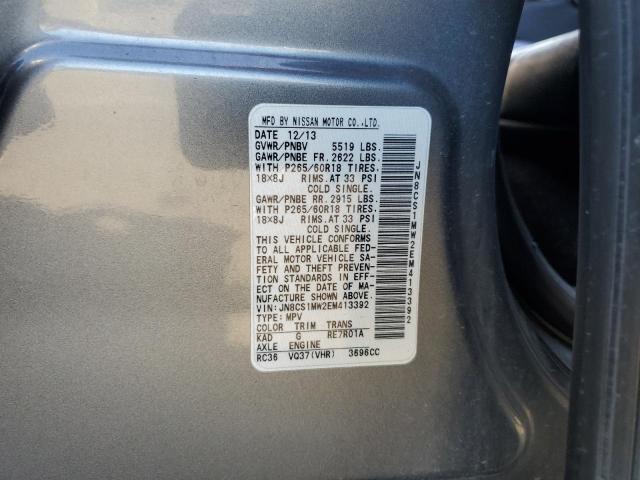 MFD BY NISSAN MOTOR CO.,LTD.
DATE 12/13
GVWR/PNBV 5519 LBS.
GAWR/PNBE FR.2622 LBS.
WITH P265/60R18 TIRES.
18×8J RIMS.AT 33 PSI
COLD SINGLE.
GAWR/PNBE RR.2915 LBS.
WITH P265/60R18 TIRES.
18×8J RIMS.AT 33 PSI
COLD SINGLE.
THIS VEHICLE CONFORMS
TO ALL APPLICABLE FED-
ERAL MOTOR VEHICLE SA-
FETY AND THEFT PREVEN-
TION STANDARDS IN EFF-
ECT ON THE DATE OF MA-
NUFACTURE SHOWN ABOVE.
VIN:JN8CS1MW2EM413392
TYPE:MPV
COLOR TRIM TRANS
KAD G RE7R01A
AXLE ENGINE
RC36 VQ37(VHR) 3696CC
JN8CS1MW2EM413392